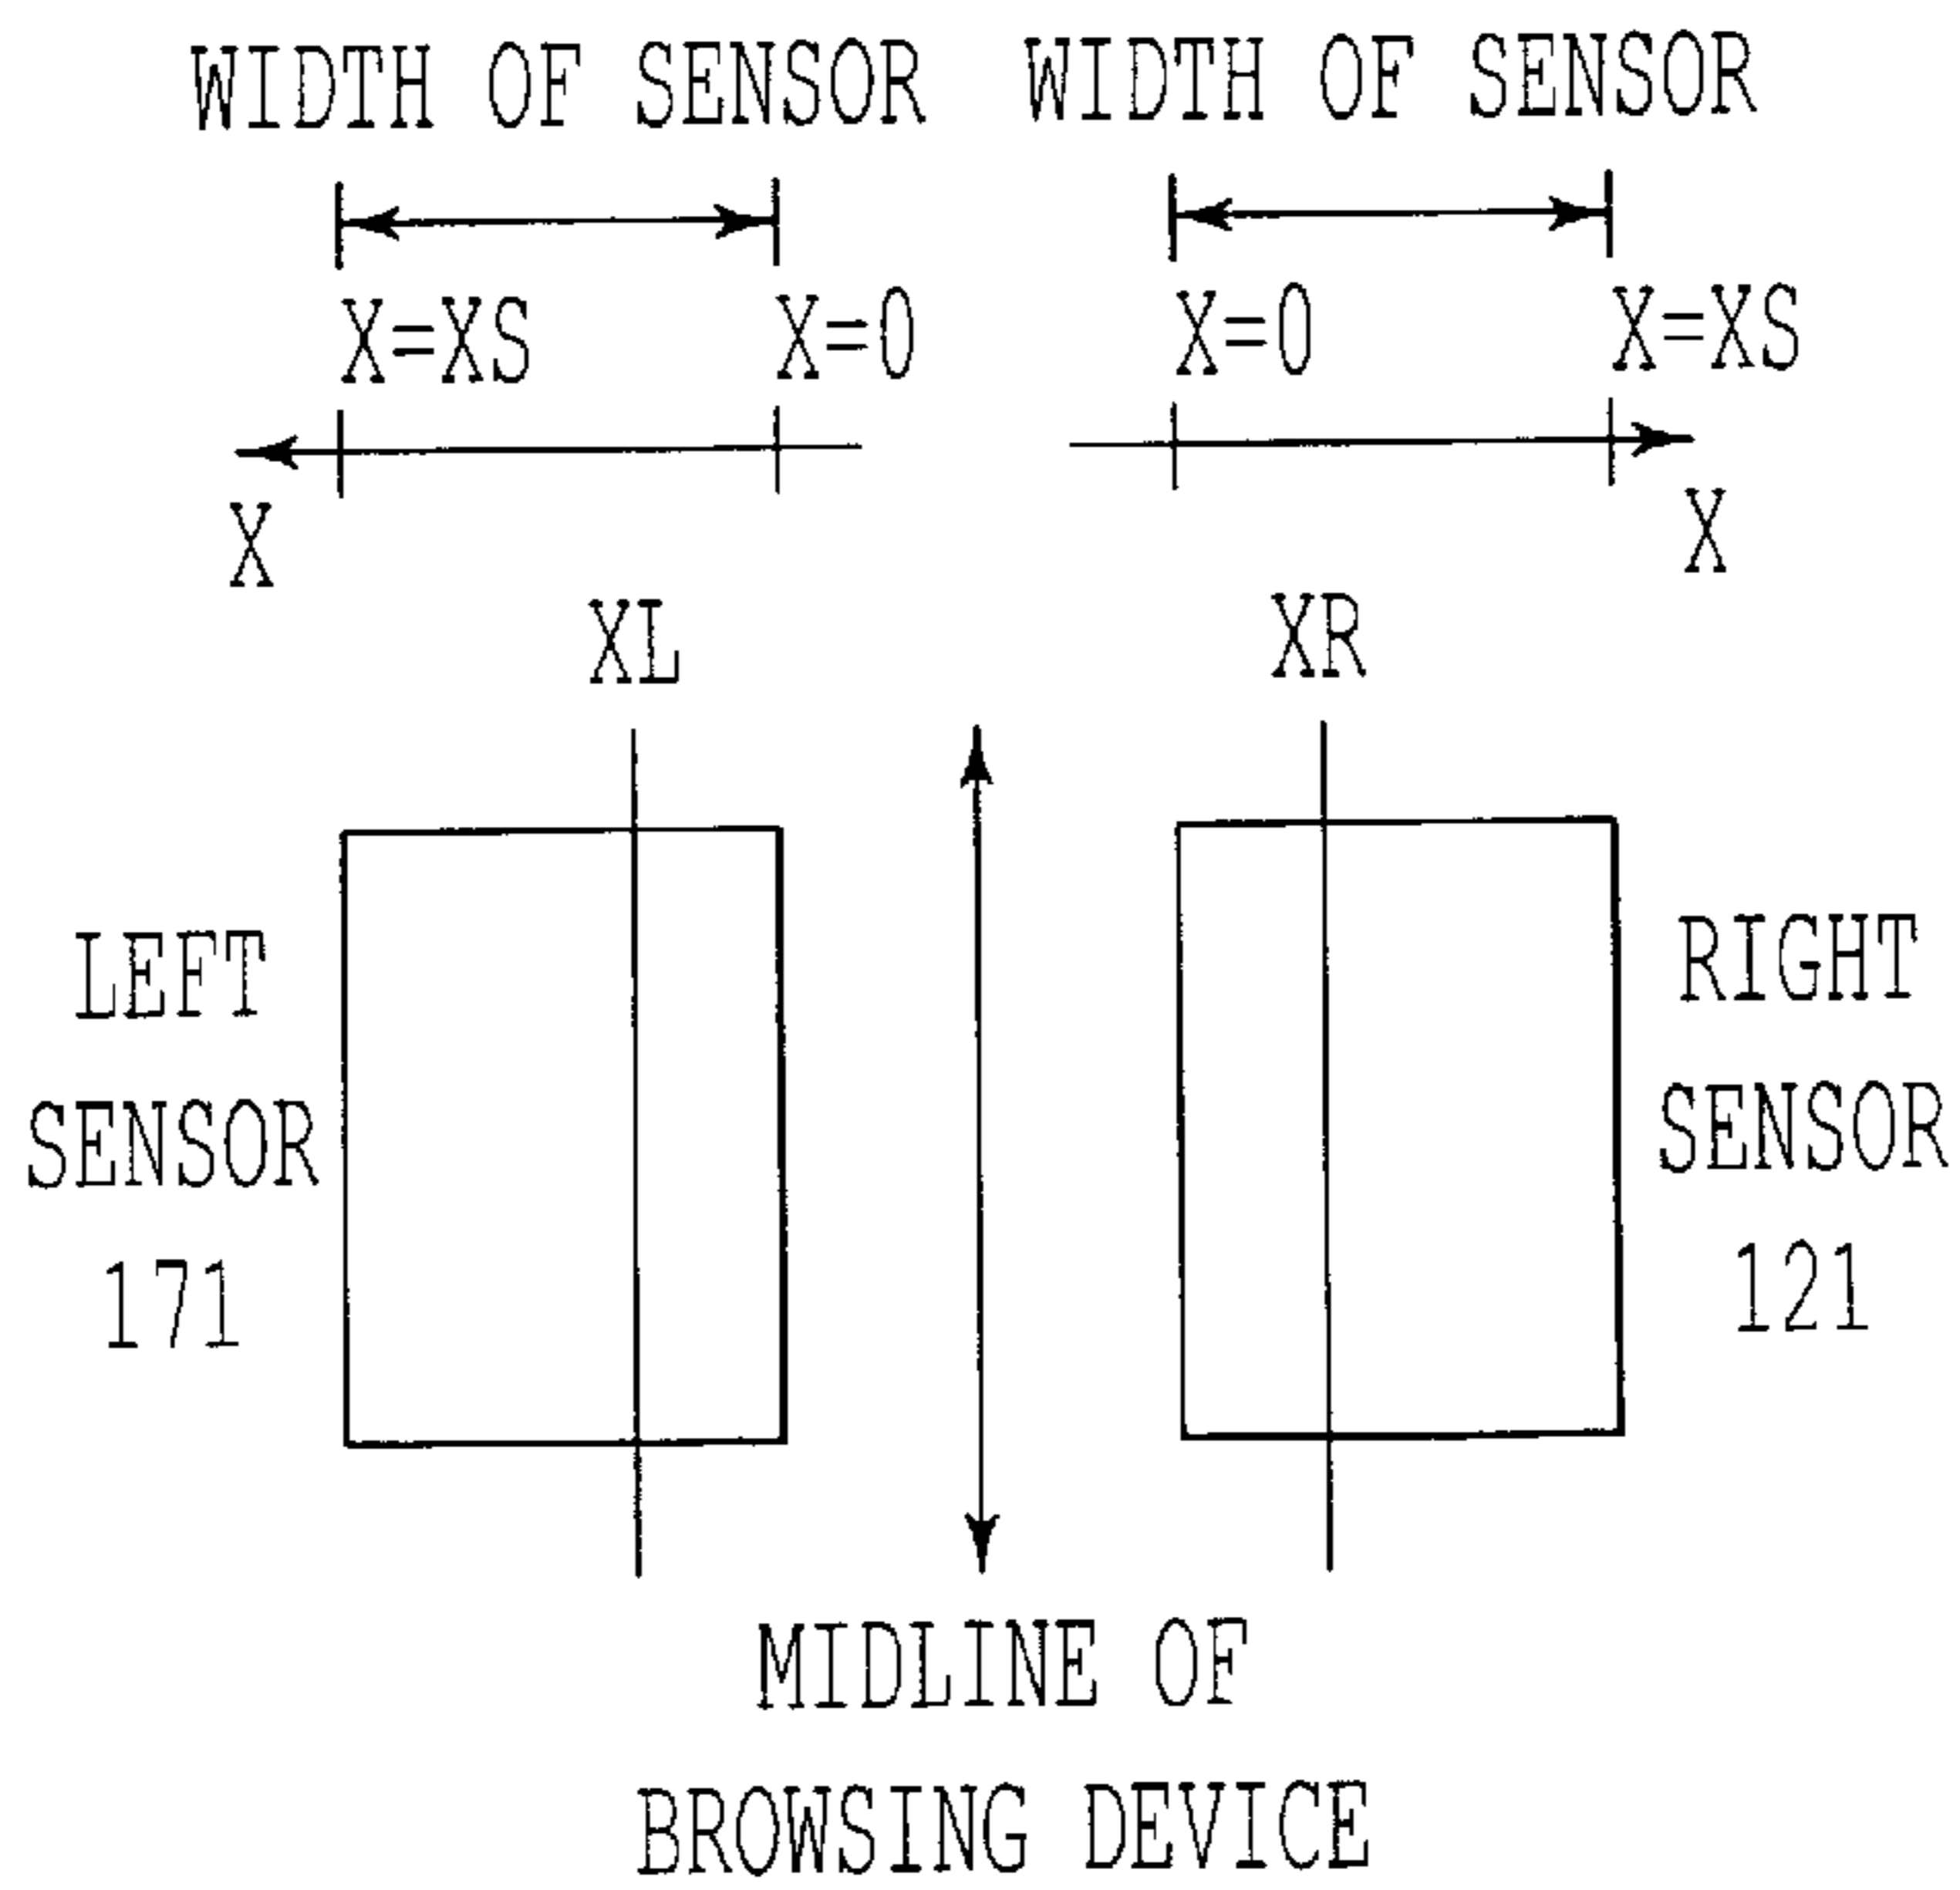 WIDTH OF SENSOR WIDTH OF SENSOR
X=XS X=0 X=0 X=XS
X X
XL XR
LEFT
SENSOR
171
RIGHT
SENSOR
121
MIDLINE OF
BROWSING DEVICE